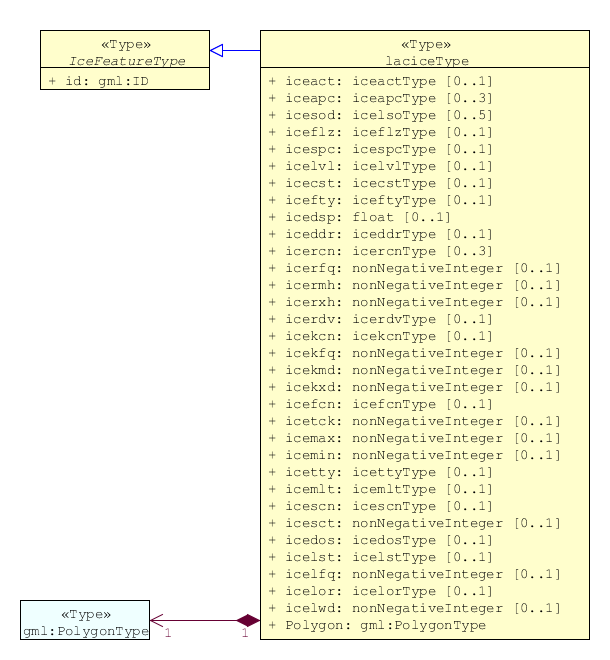 «Type»
IceFeatureType
+ id: gml:ID
«Type»
laciceType
+ iceact: iceactType [0..1]
+ iceapc: iceapcType [0..3]
+ icesod: icelsoType [0..5]
+ iceflz: iceflzType [0..1]
+ icespc: icespcType [0..1]
+ icelvl: icelvlType [0..1]
+ icecst: icecstType [0..1]
+ icefty: iceftyType [0..1]
+ icedsp: float [0..1]
+ iceddr: iceddrType [0..1]
+ icercn: icercnType [0..3]
+ icerfq: nonNegativeInteger [0..1]
+ icermh: nonNegativeInteger [0..1]
+ icerxh: nonNegativeInteger [0..1]
+ icerdv: icerdvType [0..1]
+ icekcn: icekcnType [0..1]
+ icekfq: nonNegativeInteger [0..1]
+ icekmd: nonNegativeInteger [0..1]
+ icekxd: nonNegativeInteger [0..1]
+ icefcn: icefcnType [0..1]
+ icetck: nonNegativeInteger [0..1]
+ icemax: nonNegativeInteger [0..1]
+ icemin: nonNegativeInteger [0..1]
+ icetty: icettyType [0..1]
+ icemlt: icemltType [0..1]
+ icescn: icescnType [0..1]
+ icesct: nonNegativeInteger [0..1]
+ icedos: icedosType [0..1]
+ icelst: icelstType [0..1]
+ icelfq: nonNegativeInteger [0..1]
+ icelor: icelorType [0..1]
+ icelwd: nonNegativeInteger [0..1]
+ Polygon: gml:PolygonType
«Type»
gml:PolygonType
1
1